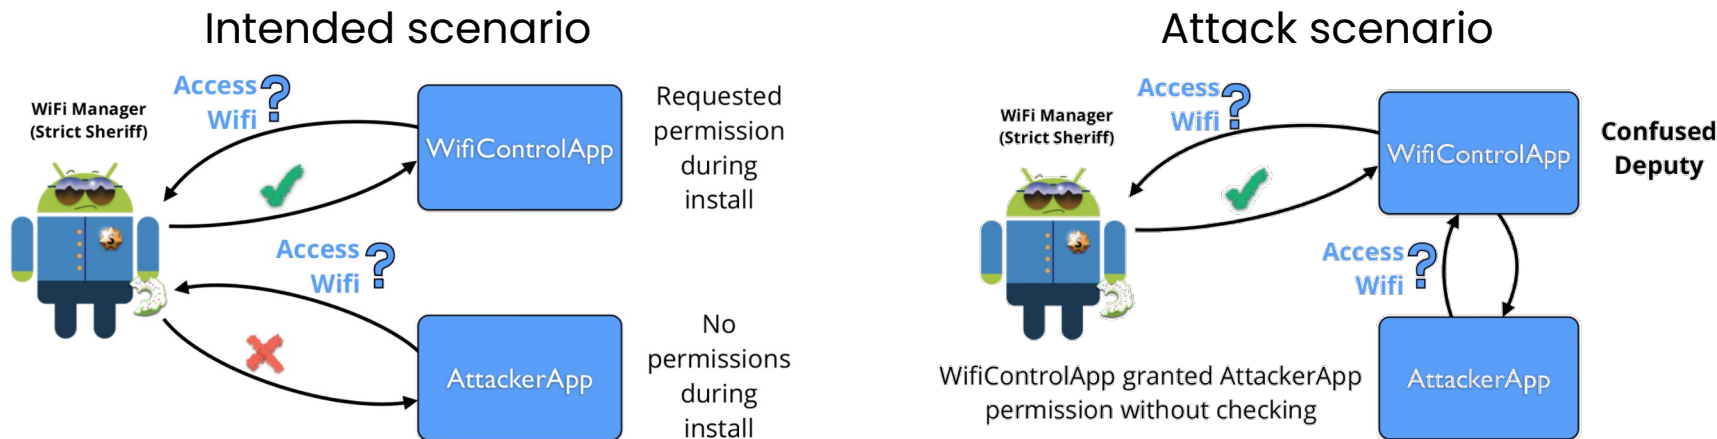 Intended scenario
WiFi Manager
(Strict Sheriff)
Access
Wifi
?
WifiControlApp
Requested
permission
during
install
S
Access
Wifi
?
AttackerApp
No
permissions
during
install
Attack scenario
WiFi Manager
(Strict Sheriff)
Access
Wifi
?
WifiControlApp
Confused
Deputy
S
Access
Wifi
?
WifiControlApp granted AttackerApp
permission without checking
AttackerApp